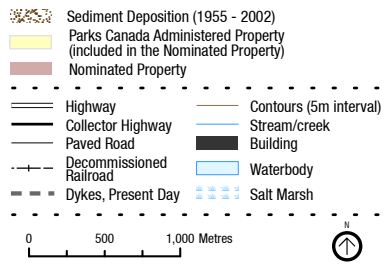 Sediment Deposition (1955 - 2002)
Parks Canada Administered Property
(included in the Nominated Property)
Nominated Property
Highway
Collector Highway
Paved Road
Decommissioned
Railroad
Dykes, Present Day
Contours (5m interval)
Stream/creek
Building
Waterbody
Salt Marsh
0 500 1,000 Metres
N